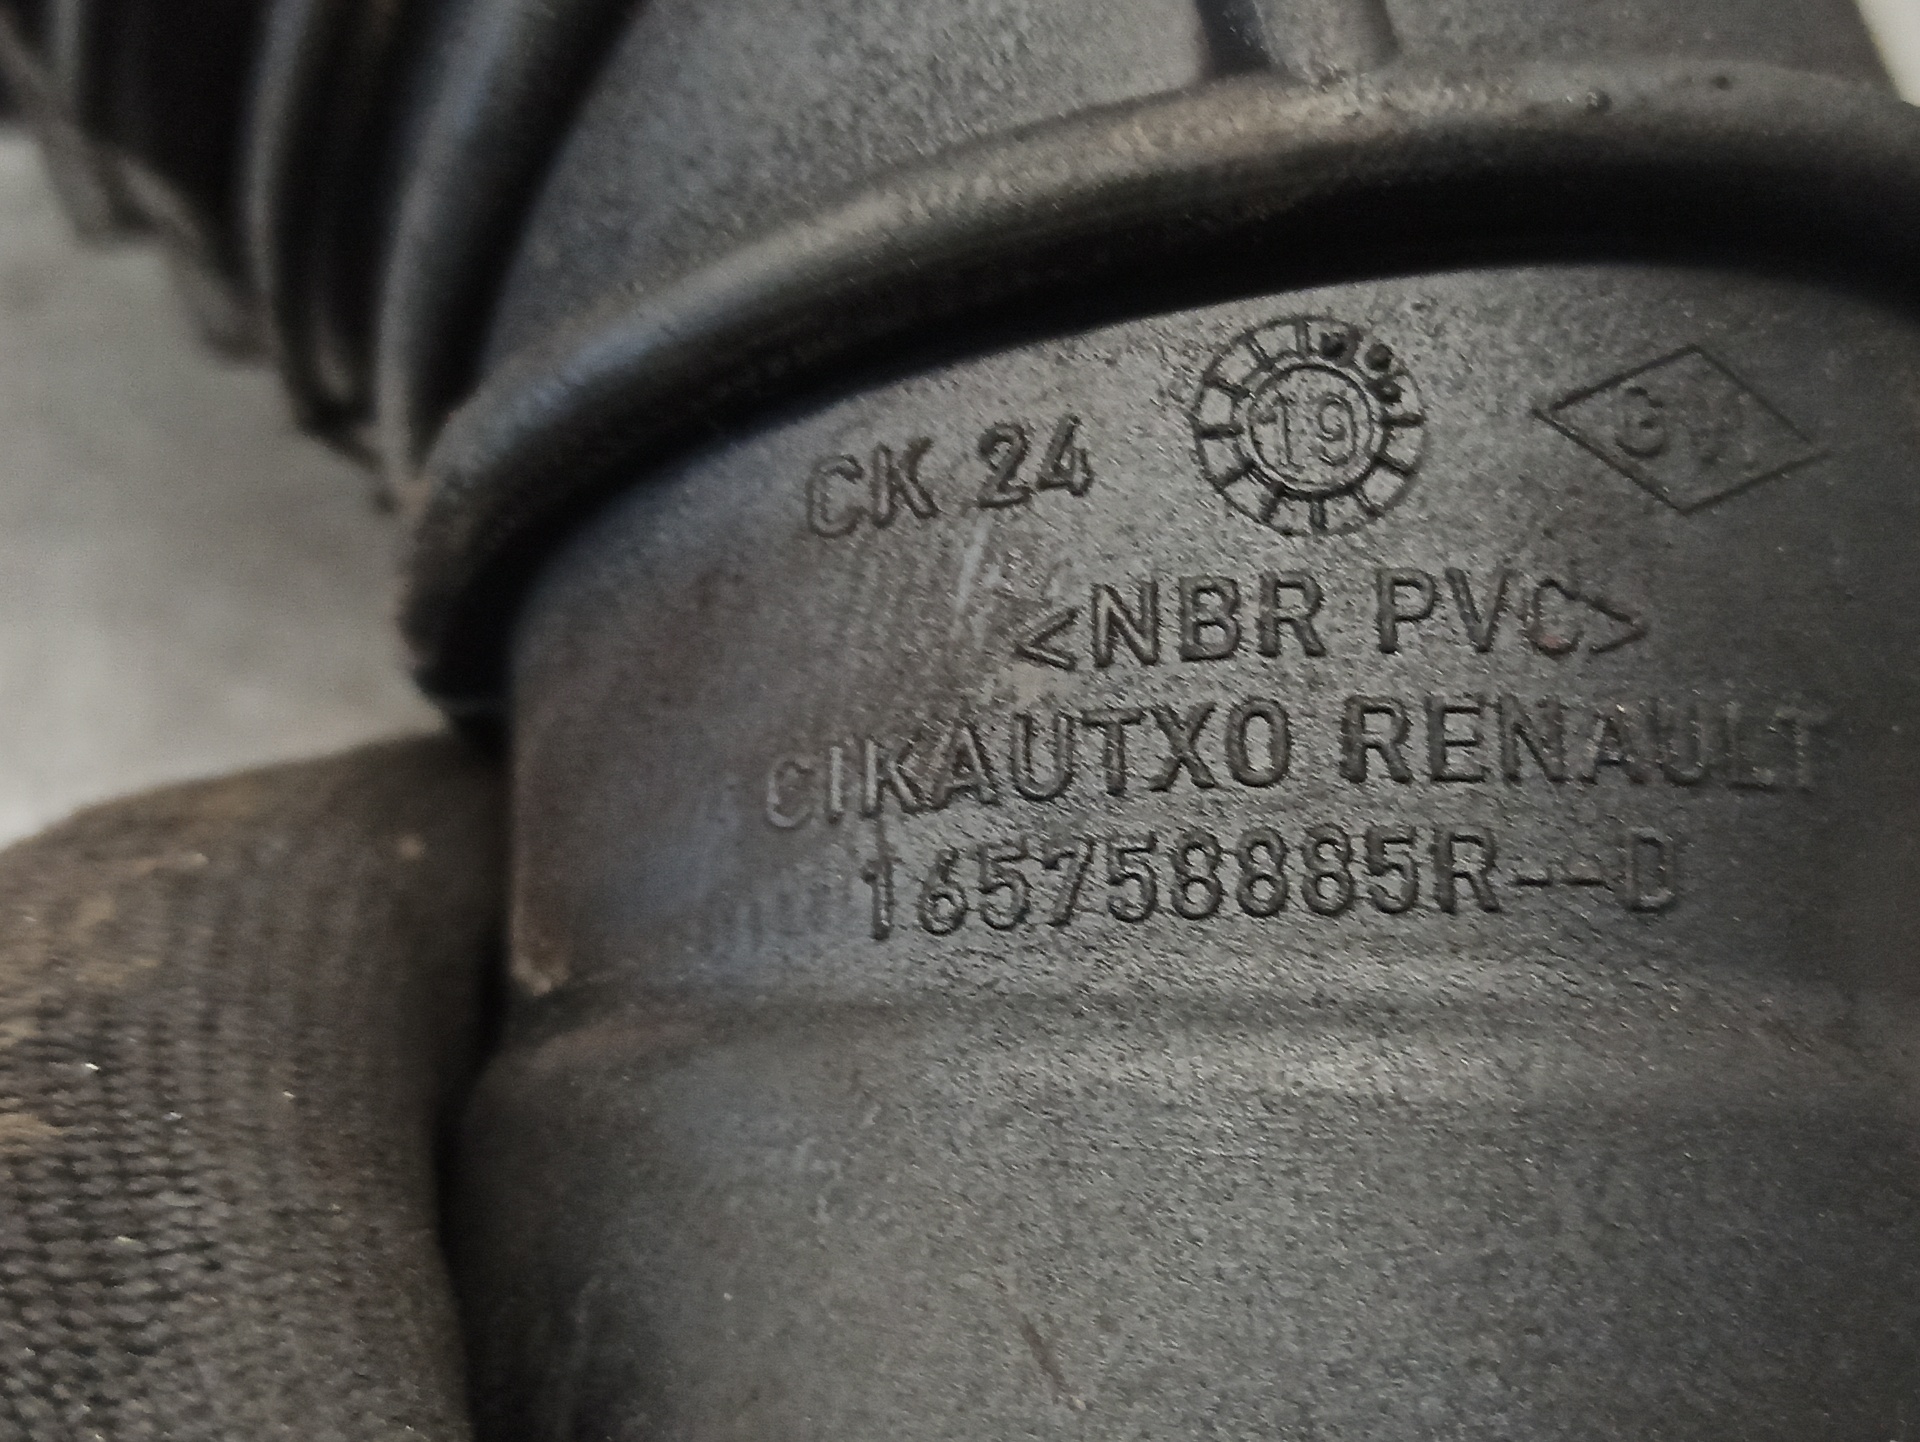 CK 24 19
<NBR PVC>
CIKAUTXO RENAULT
165758885R--D